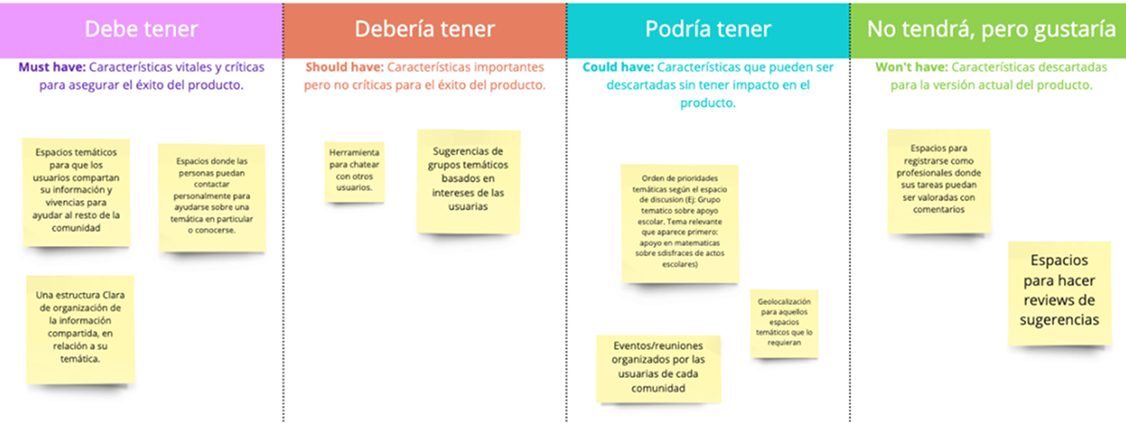 Debe tener
Must have: Características vitales y críticas
para asegurar el éxito del producto.
Espacios temáticos
para que los
usuarios compartan
su información y
vivencias para
ayudar al resto de la
comunidad
Espacios donde las
personas puedan
contactar
personalmente para
ayudarse sobre una
temática en particular
o conocerse.
Una estructura Clara
de organización de
la información
compartida, en
relación a su
temática.
Debería tener
Should have: Características importantes
pero no críticas para el éxito del producto.
Herramienta
para chatear
con otros
usuarios.
Sugerencias de
grupos temáticos
basados en
intereses de las
usuarias
Podría tener
Could have: Características que pueden ser
descartadas sin tener impacto en el
producto.
Orden de prioridades
temáticas según el espacio
de discusion (Ej: Grupo
tematico sobre apoyo
escolar. Tema relevante
que aparece primero:
apoyo en matematicas
sobre sdisfraces de actos
escolares)
Geolocalización
para aquellos
espacios
temáticos que lo
requieran
Eventos/reuniones
organizados por las
usuarias de cada
comunidad
No tendrá, pero gustaría
Won't have: Características descartadas
para la versión actual del producto.
Espacios para
registrarse como
profesionales donde
sus tareas puedan
ser valoradas con
comentarios
Espacios
para hacer
reviews de
sugerencias